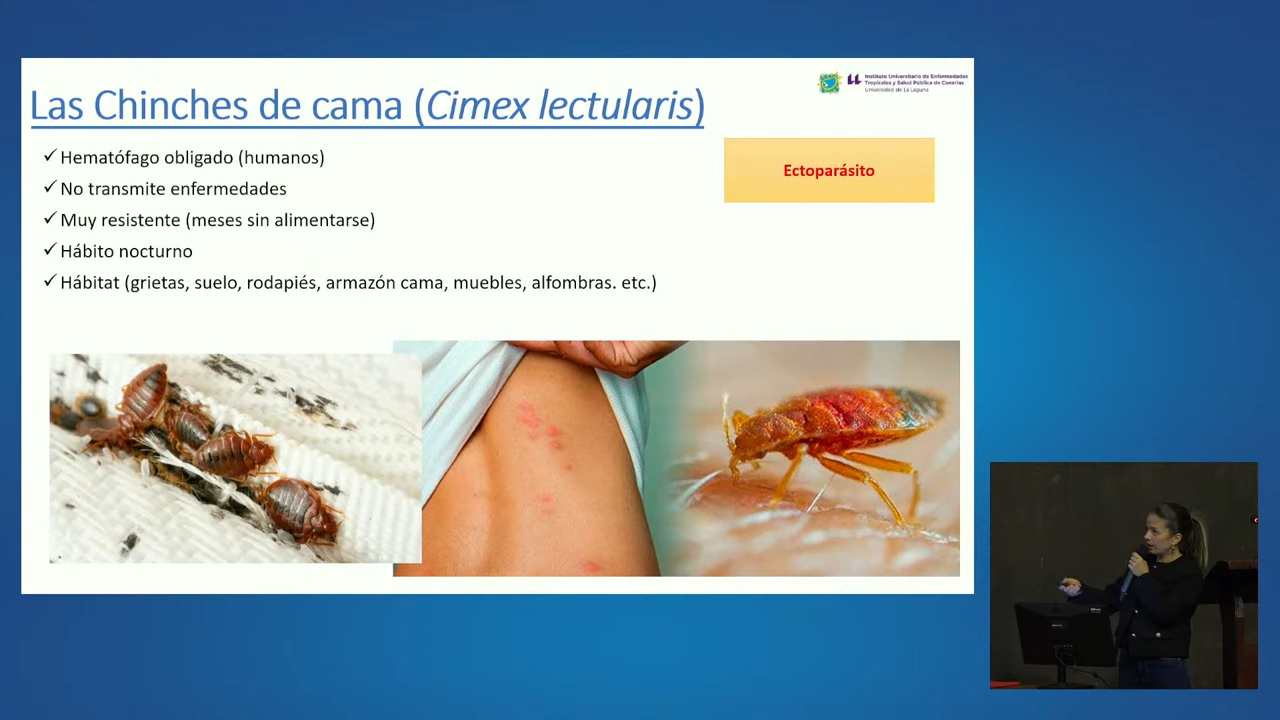 Instituto Universitario de Enfermedades
Tropicales y Salud Pública de Canarias
Universidad de La Laguna
Las Chinches de cama (Cimex lectularis)
✓ Hematófago obligado (humanos)
✓ No transmite enfermedades
✓ Muy resistente (meses sin alimentarse)
✓ Hábito nocturno
✓ Hábitat (grietas, suelo, rodapiés, armazón cama, muebles, alfombras. etc.)
Ectoparásito